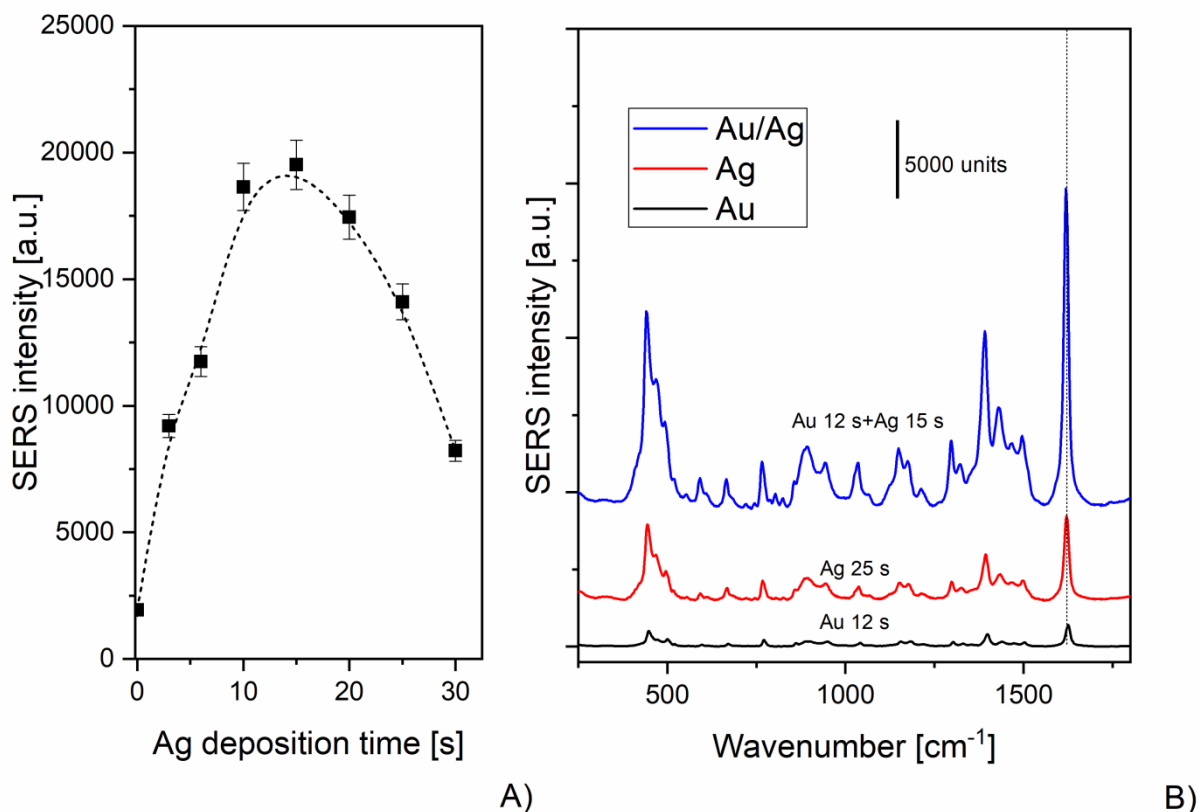 25000
20000
15000
10000
5000
0
SERS intensity [a.u.]
0 10 20 30
Ag deposition time [s]
A)
Au/Ag
Ag
Au
5000 units
Au 12 s+Ag 15 s
Ag 25 s
Au 12 s
SERS intensity [a.u.]
500 1000 1500
Wavenumber [cm⁻¹]
B)